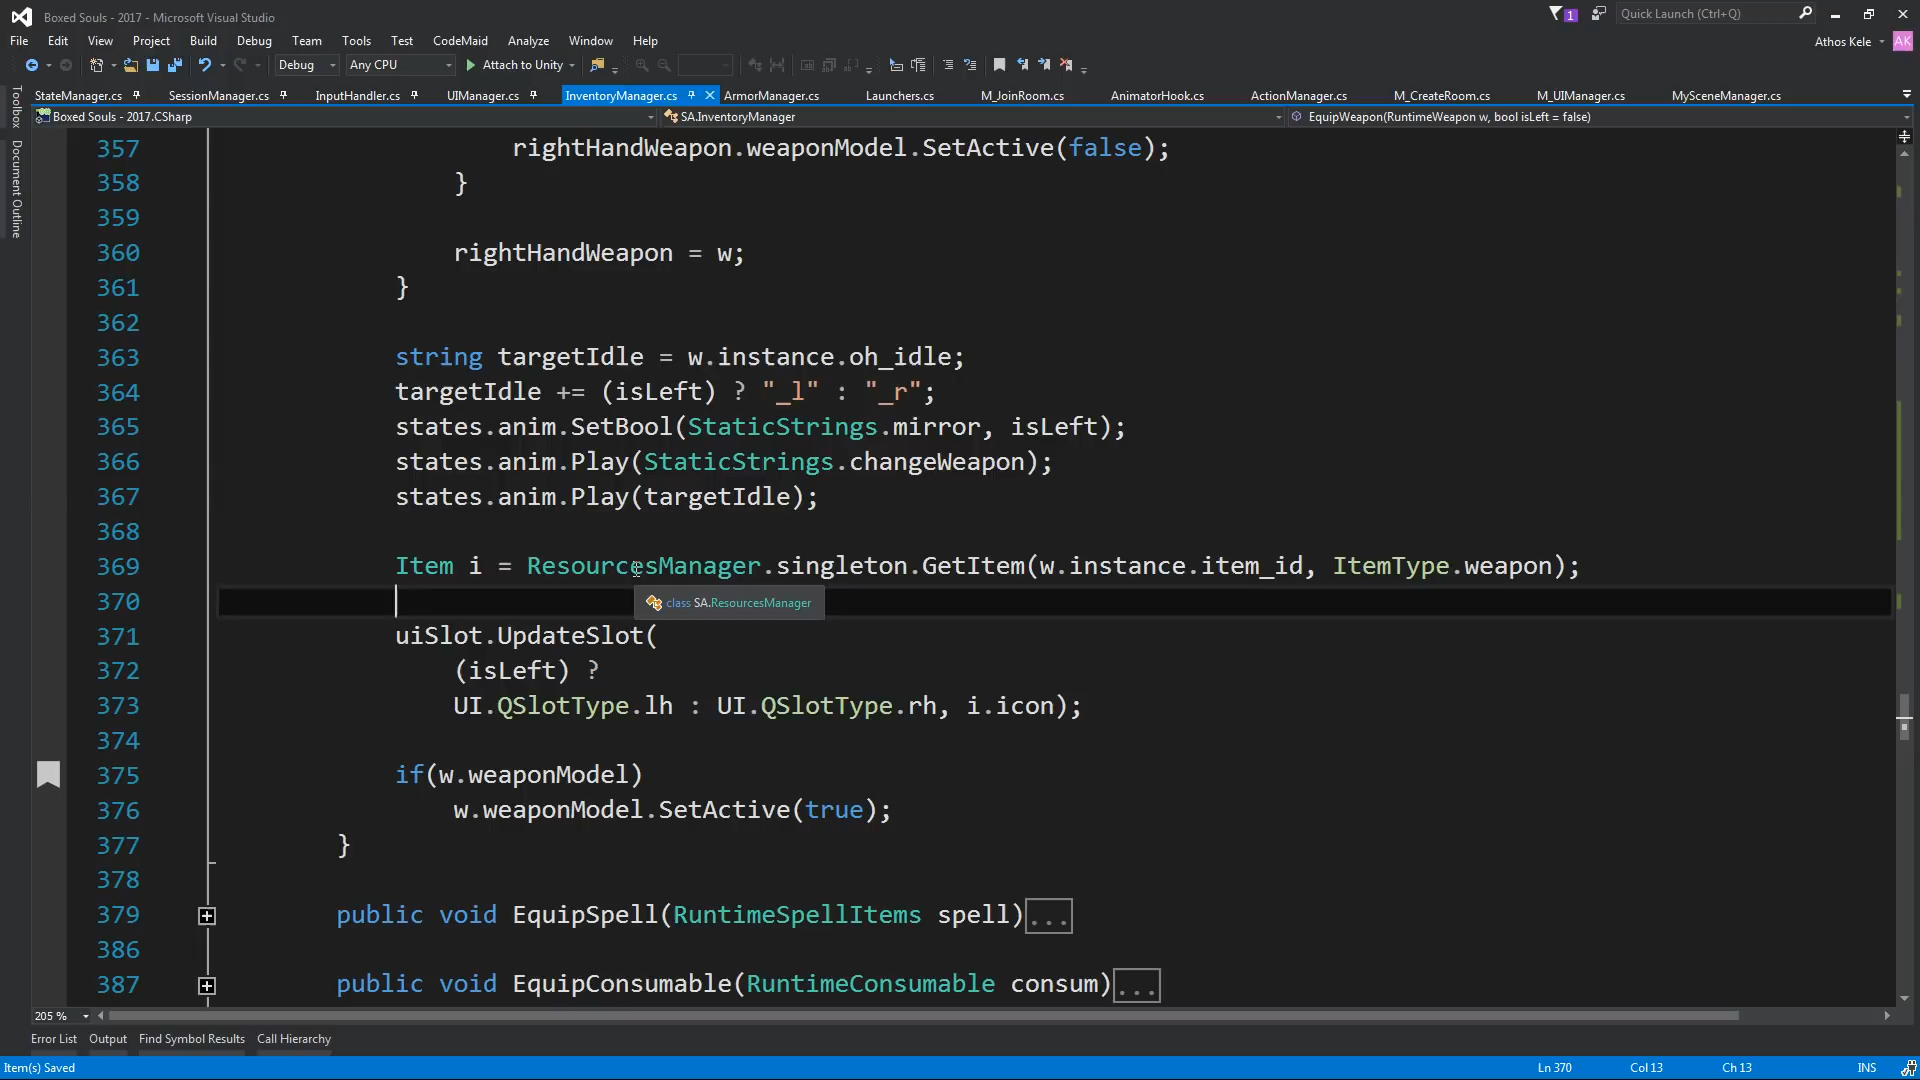 Boxed Souls - 2017 - Microsoft Visual Studio
1
Quick Launch (Ctrl+Q)
File Edit View Project Build Debug Team Tools Test CodeMaid Analyze Window Help
Athos Kele AK
Debug Any CPU Attach to Unity
StateManager.cs SessionManager.cs InputHandler.cs UIManager.cs InventoryManager.cs ArmorManager.cs Launchers.cs M_JoinRoom.cs AnimatorHook.cs ActionManager.cs M_CreateRoom.cs M_UIManager.cs MySceneManager.cs
Boxed Souls - 2017.CSharp SA.InventoryManager EquipWeapon(RuntimeWeapon w, bool isLeft = false)
Toolbox
Document Outline
357 rightHandWeapon.weaponModel.SetActive(false);
358 }
359
360 rightHandWeapon = w;
361 }
362
363 string targetIdle = w.instance.oh_idle;
364 targetIdle += (isLeft) ? "_l" : "_r";
365 states.anim.SetBool(StaticStrings.mirror, isLeft);
366 states.anim.Play(StaticStrings.changeWeapon);
367 states.anim.Play(targetIdle);
368
369 Item i = ResourcesManager.singleton.GetItem(w.instance.item_id, ItemType.weapon);
370
class SA.ResourcesManager
371 uiSlot.UpdateSlot(
372 (isLeft) ?
373 UI.QSlotType.lh : UI.QSlotType.rh, i.icon);
374
375 if(w.weaponModel)
376 w.weaponModel.SetActive(true);
377 }
378
379 public void EquipSpell(RuntimeSpellItems spell)...
386
387 public void EquipConsumable(RuntimeConsumable consum)...
205 %
Error List Output Find Symbol Results Call Hierarchy
Item(s) Saved Ln 370 Col 13 Ch 13 INS